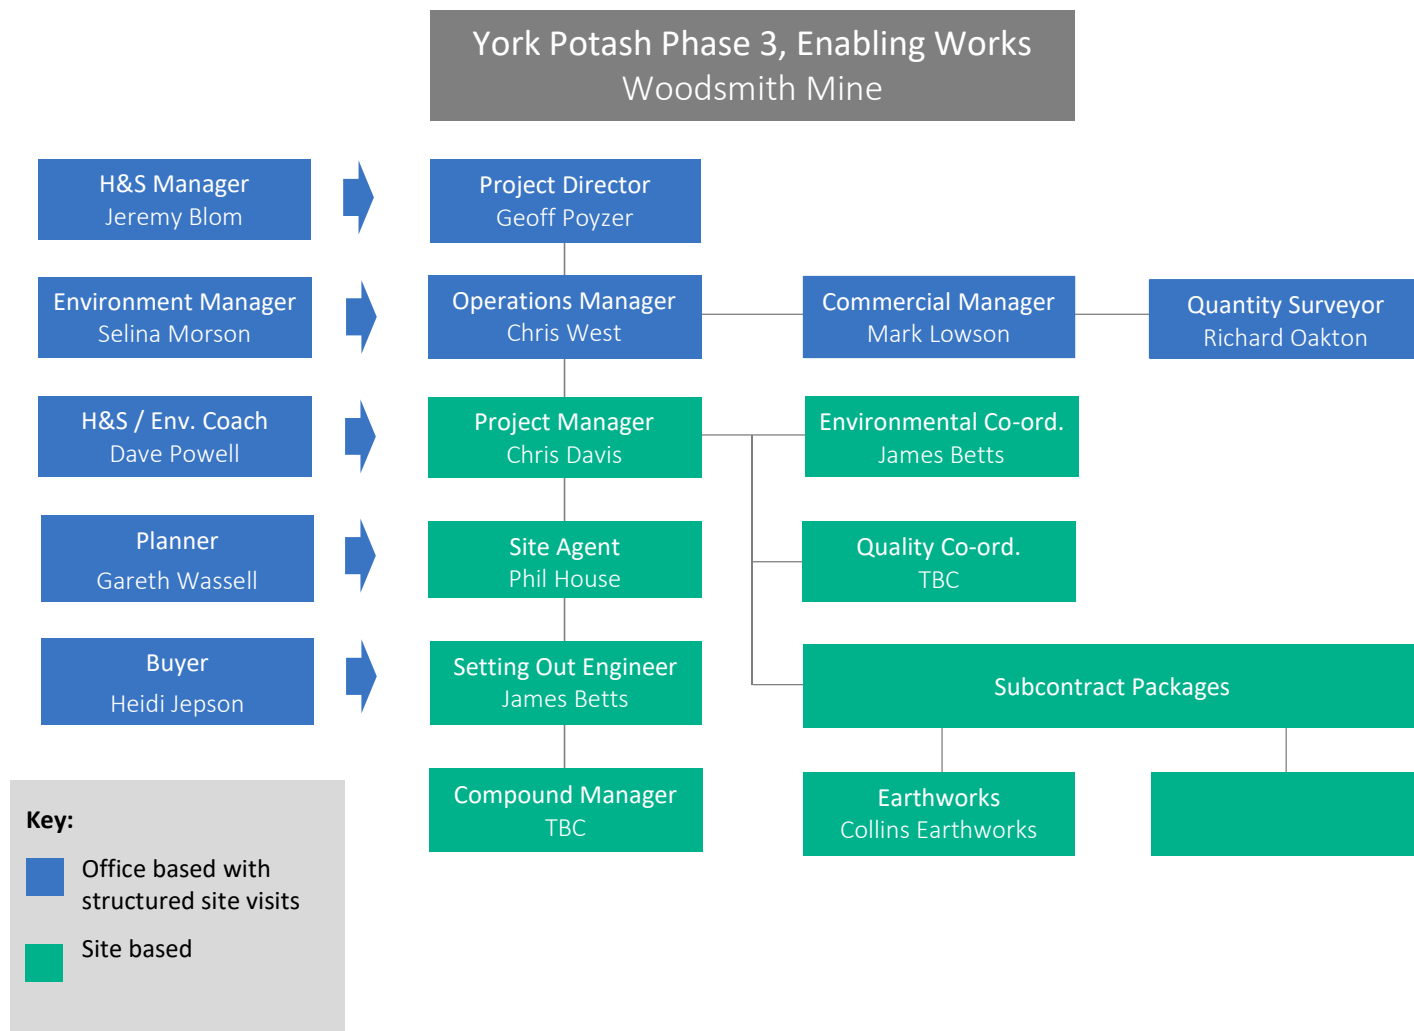 York Potash Phase 3, Enabling Works
Woodsmith Mine
H&S Manager
Jeremy Blom
Project Director
Geoff Poyzer
Environment Manager
Selina Morson
Operations Manager
Chris West
Commercial Manager
Mark Lowson
Quantity Surveyor
Richard Oakton
H&S / Env. Coach
Dave Powell
Project Manager
Chris Davis
Environmental Co-ord.
James Betts
Planner
Gareth Wassell
Site Agent
Phil House
Quality Co-ord.
TBC
Buyer
Heidi Jepson
Setting Out Engineer
James Betts
Subcontract Packages
Compound Manager
TBC
Earthworks
Collins Earthworks
Key:
Office based with
structured site visits
Site based